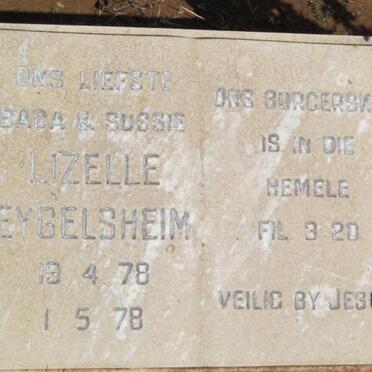 ONS LIEFSTE
BABA & SUSSIE
LIZELLE
EYGELSHEIM
19 4 78
1 5 78
ONS BURGERSK
IS IN DIE
HEMELE
FIL 3-20
VEILIG BY JESU